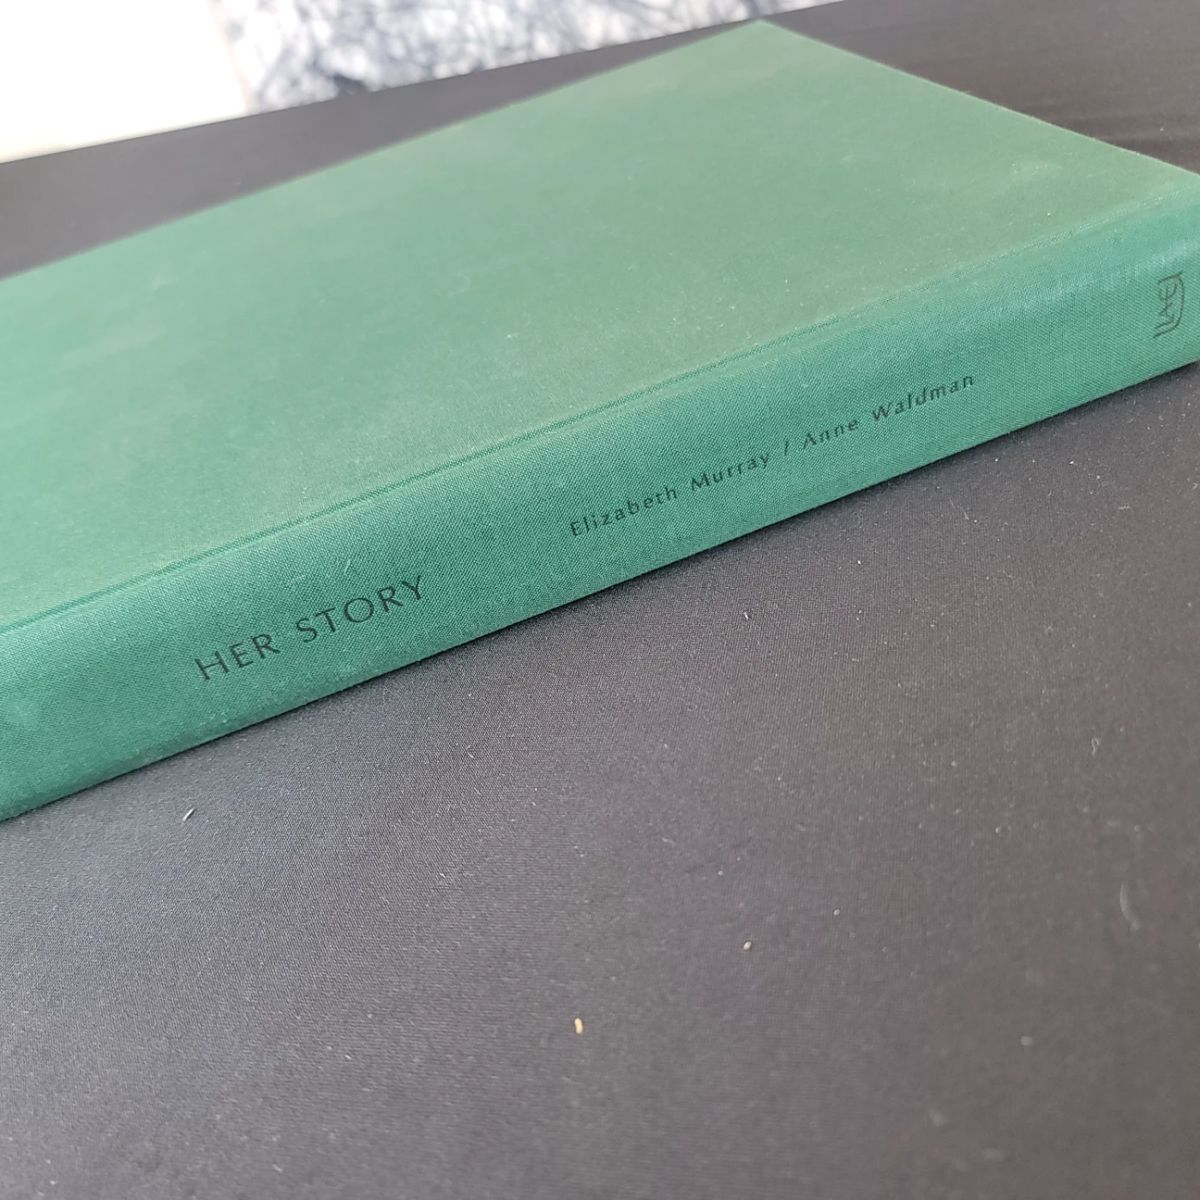 HER STORY
Elizabeth Murray / Anne Waldman